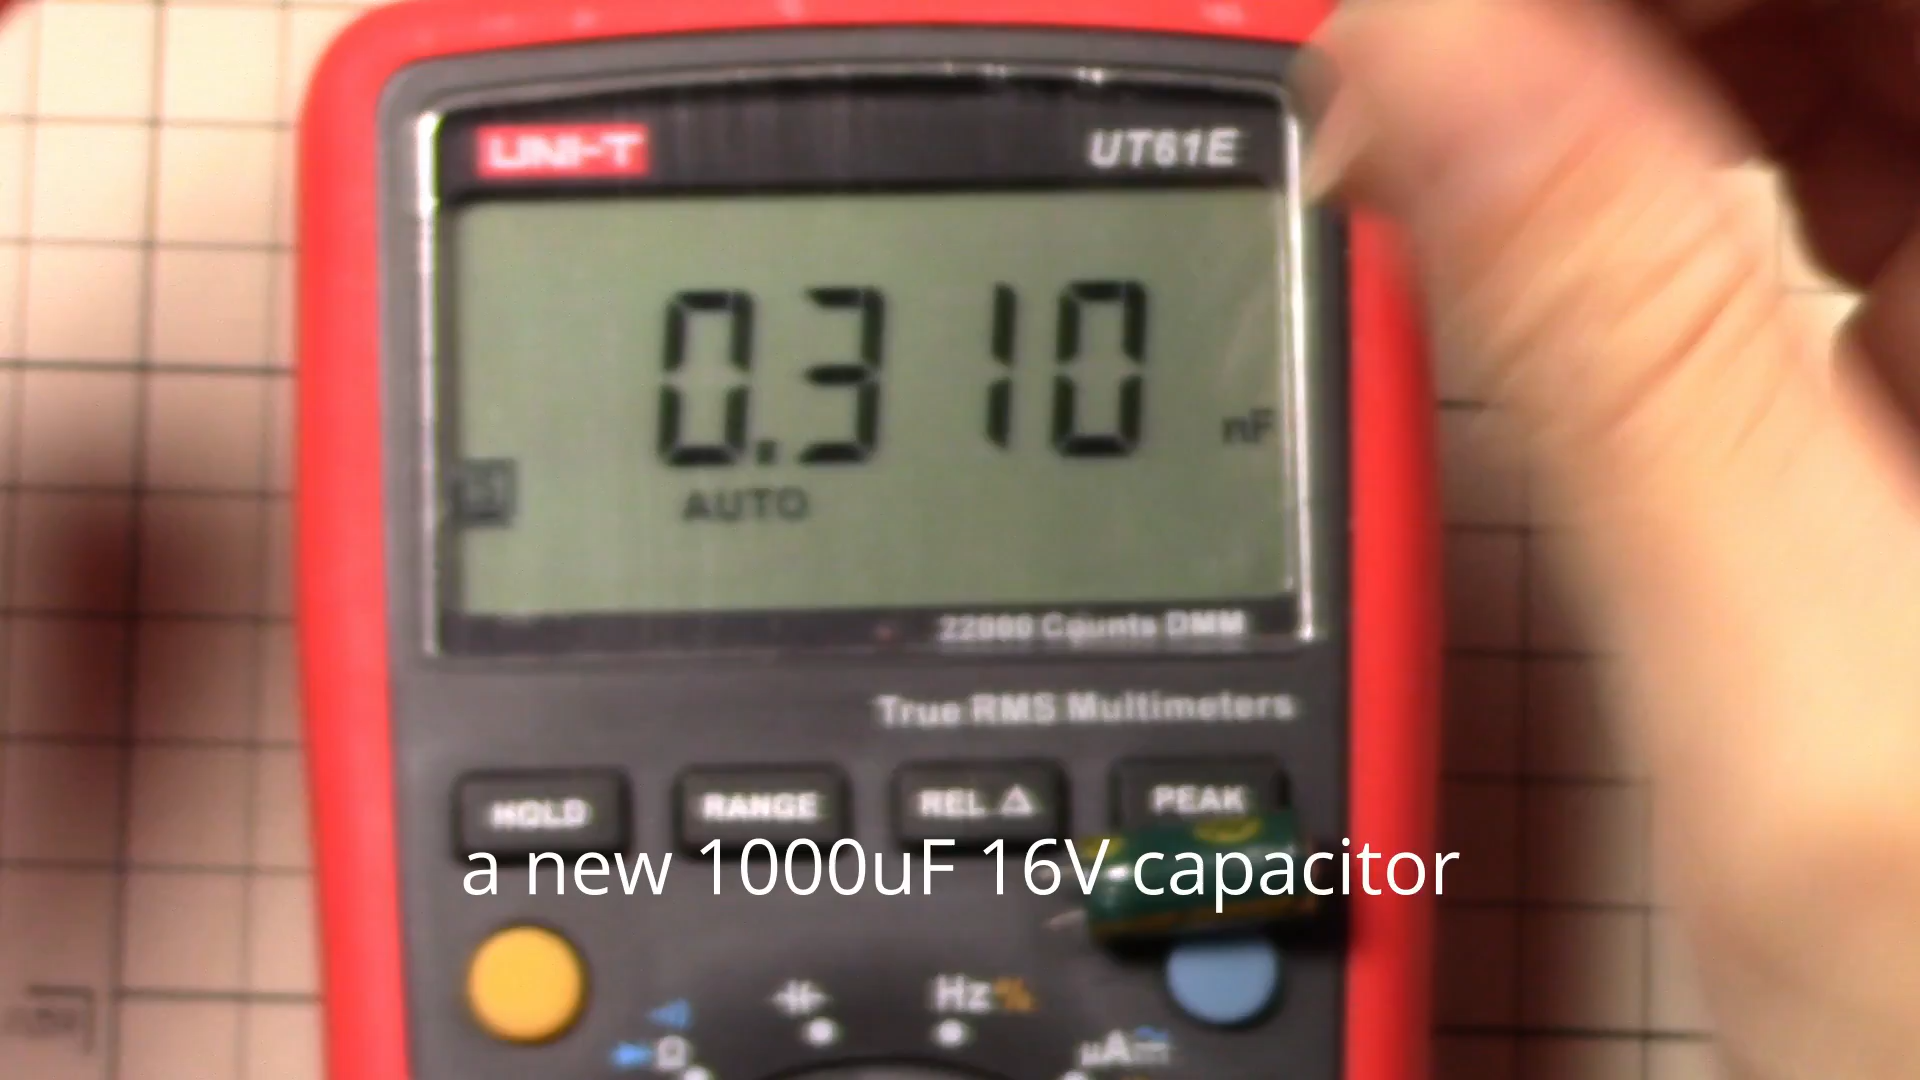 UNI-T
UT61E
0.310
nF
AUTO
22000 Counts DMM
True RMS Multimeters
HOLD
RANGE
REL △
PEAK
a new 1000uF 16V capacitor
Hz%
Ω
μA